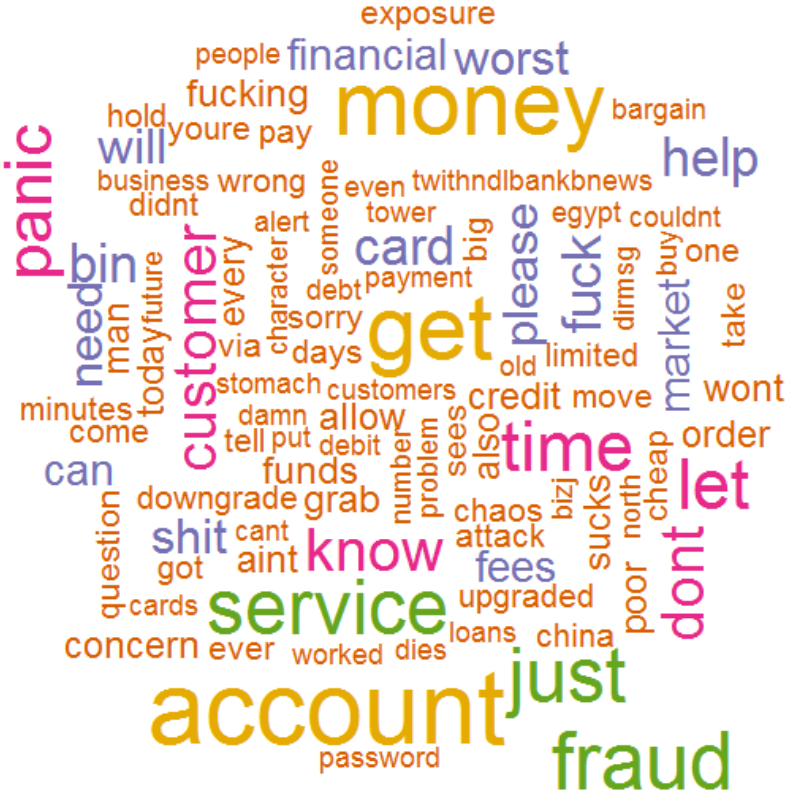 exposure
people financial worst
fucking money bargain
hold
youre pay
will help
panic
business wrong someone even twithndlbankbnews
didnt alert tower big egypt couldnt
bin card please fuck dirmsg buy one
need man today future customer every character
debt payment market take
sorry get
via days old limited
stomach customers credit move wont
minutes damn allow
come tell put debit number problem sees also time order
can funds cheap let
question downgrade grab chaos bizj sucks north
shit cant know attack dont
got aint fees
cards service upgraded poor
concern ever worked dies loans china
account just
password fraud